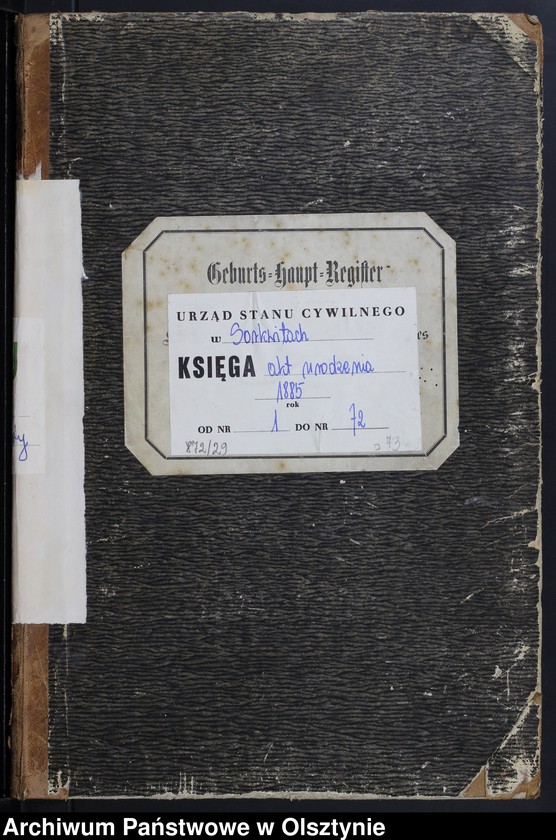 Geburts=Haupt=Register
URZĄD STANU CYWILNEGO
w Sorkwitach
KSIĘGA akt urodzenia
1885
rok
OD NR 1 DO NR 72
872/29
73
Archiwum Państwowe w Olsztynie